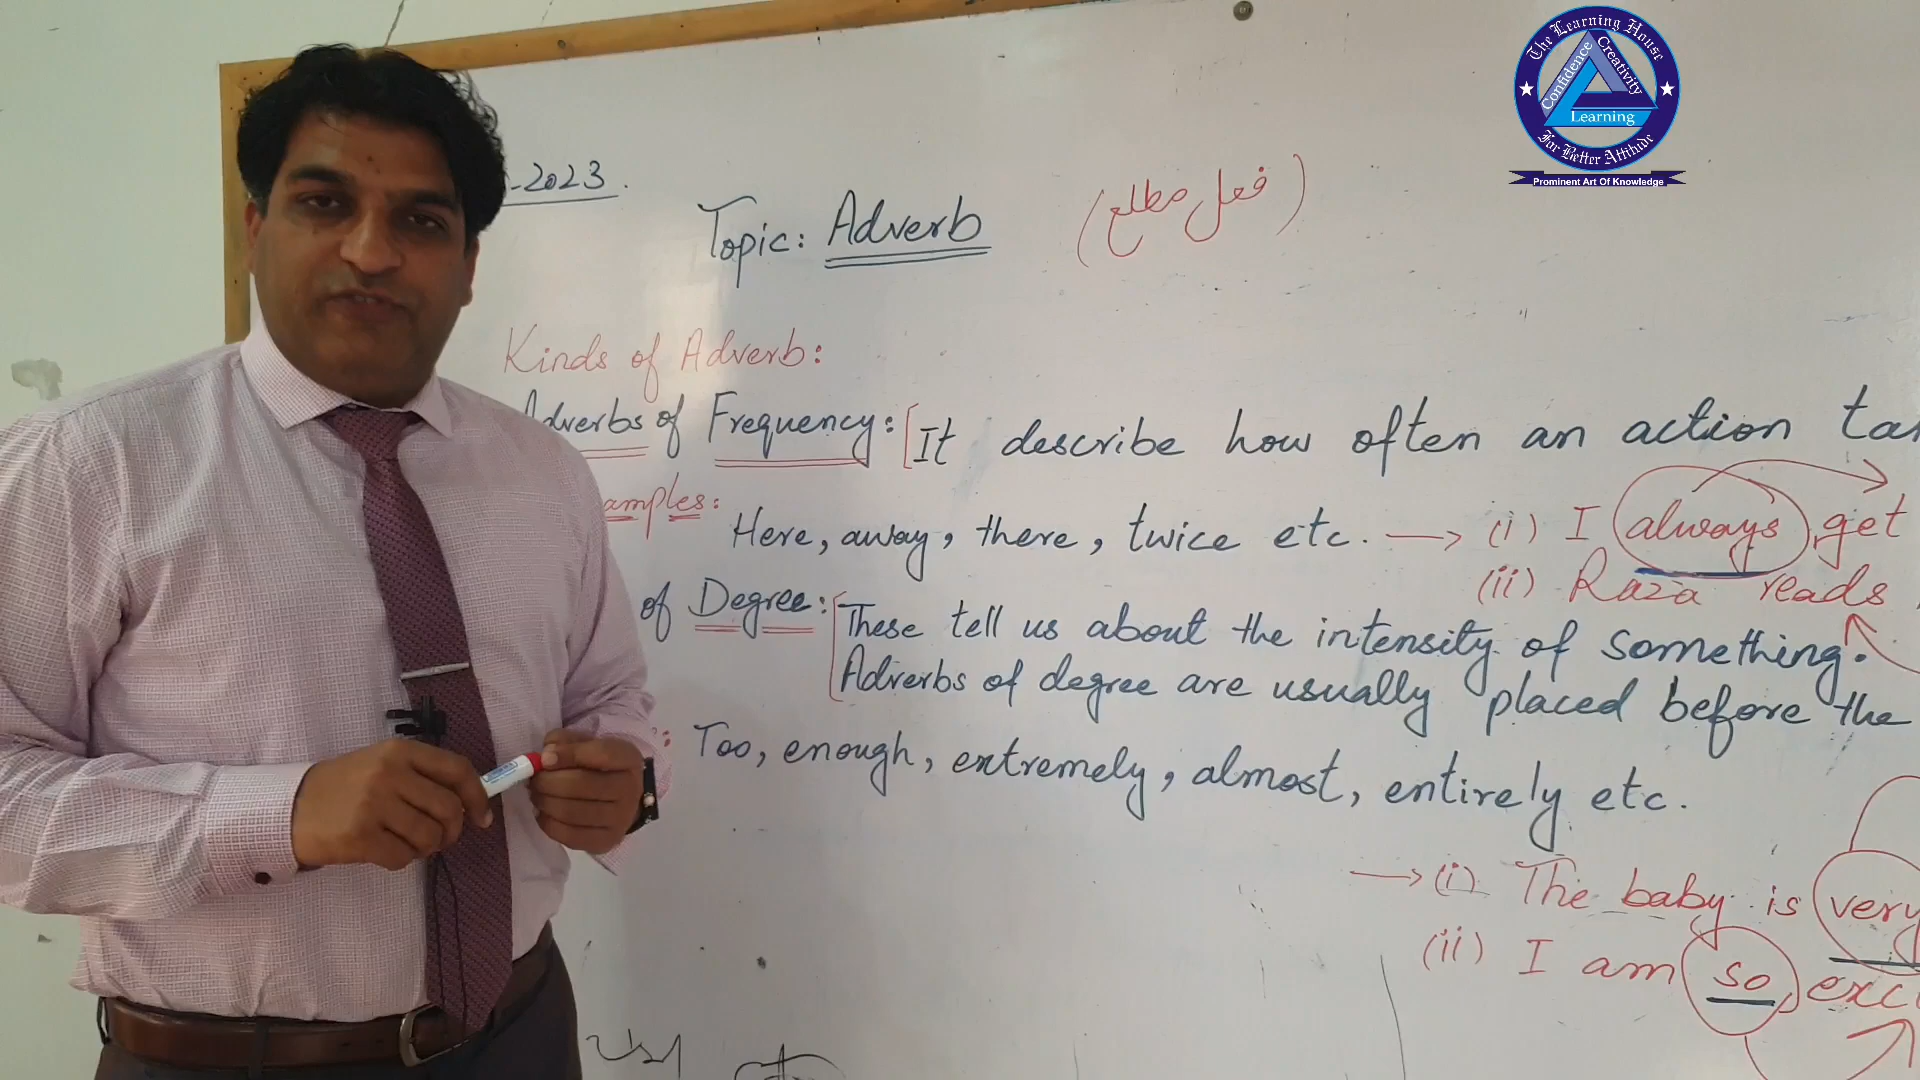 The Learning House
Confidence
Creativity
Learning
For Better Attitude
Prominent Art Of Knowledge
-2023.
Topic: Adverb (فعل مطلع)
Kinds of Adverb:
Adverbs of Frequency: [It describe how often an action
amples: Here, away, there, twice etc. → (i) I always get
(ii) Raza reads
of Degree: [These tell us about the intensity of something.
Adverbs of degree are usually placed before the
: Too, enough, extremely, almost, entirely etc.
→ (i) The baby is very
(ii) I am so